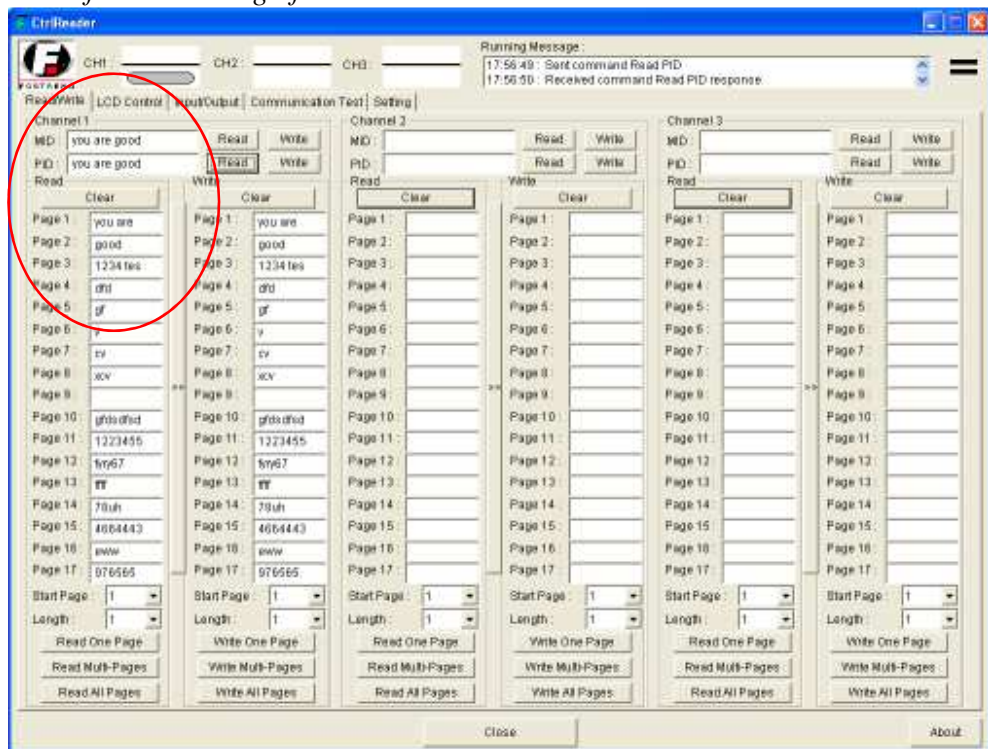 CtrlReader
CH1 :
CH2 :
CH3 :
Running Message :
17:56:49 : Sent command Read PID
17:56:50 : Received command Read PID response
Read/Write LCD Control Input/Output Communication Test Setting
Channel 1 Channel 2 Channel 3
MID : you are good Read Write MID : Read Write MID : Read Write
PID : you are good Read Write PID : Read Write PID : Read Write
Read Write Read Write Read Write
Clear Clear Clear Clear Clear Clear
Page 1 : you are Page 1 : you are Page 1 : Page 1 : Page 1 : Page 1 :
Page 2 : good Page 2 : good Page 2 : Page 2 : Page 2 : Page 2 :
Page 3 : 1234 tes Page 3 : 1234 tes Page 3 : Page 3 : Page 3 : Page 3 :
Page 4 : dfd Page 4 : dfd Page 4 : Page 4 : Page 4 : Page 4 :
Page 5 : gf Page 5 : gf Page 5 : Page 5 : Page 5 : Page 5 :
Page 6 : v Page 6 : v Page 6 : Page 6 : Page 6 : Page 6 :
Page 7 : cv Page 7 : cv Page 7 : Page 7 : Page 7 : Page 7 :
Page 8 : xcv Page 8 : xcv Page 8 : Page 8 : Page 8 : Page 8 :
Page 9 : Page 9 : Page 9 : Page 9 : Page 9 : Page 9 :
>> >> >>
Page 10 : gfds dfsd Page 10 : gfds dfsd Page 10 : Page 10 : Page 10 : Page 10 :
Page 11 : 1223455 Page 11 : 1223455 Page 11 : Page 11 : Page 11 : Page 11 :
Page 12 : Page 12 : Page 12 : Page 12 : Page 12 : Page 12 :
Page 13 : Page 13 : Page 13 : Page 13 : Page 13 : Page 13 :
Page 14 : 78uh Page 14 : 78uh Page 14 : Page 14 : Page 14 : Page 14 :
Page 15 : 4664443 Page 15 : 4664443 Page 15 : Page 15 : Page 15 : Page 15 :
Page 16 : eww Page 16 : eww Page 16 : Page 16 : Page 16 : Page 16 :
Page 17 : 976565 Page 17 : 976565 Page 17 : Page 17 : Page 17 : Page 17 :
Start Page : 1 Start Page : 1 Start Page : 1 Start Page : 1 Start Page : 1 Start Page : 1
Length : 1 Length : 1 Length : 1 Length : 1 Length : 1 Length : 1
Read One Page Write One Page Read One Page Write One Page Read One Page Write One Page
Read Multi-Pages Write Multi-Pages Read Multi-Pages Write Multi-Pages Read Multi-Pages Write Multi-Pages
Read All Pages Write All Pages Read All Pages Write All Pages Read All Pages Write All Pages
Close About